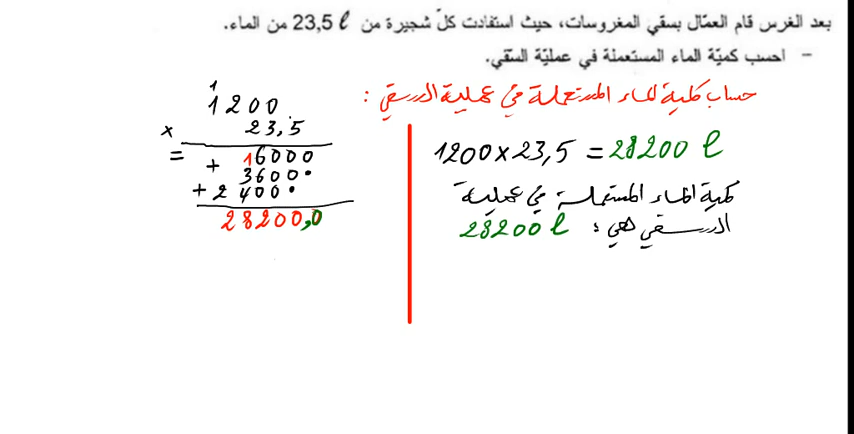 بعد الغرس قام العمّال بسقي المغروسات، حيث استفادت كلّ شجيرة من 23,5 ℓ من الماء.
– احسب كميّة الماء المستعملة في عمليّة السّقي.
حساب كمية الماء المستعملة في عملية السقي :
1
1200
× 23,5
= + 16000
3600•
+ 2400•
28200,0
1200 × 23,5 = 28200 ℓ
كمية الماء المستعملة في عملية
السقي هي : 28200 ℓ